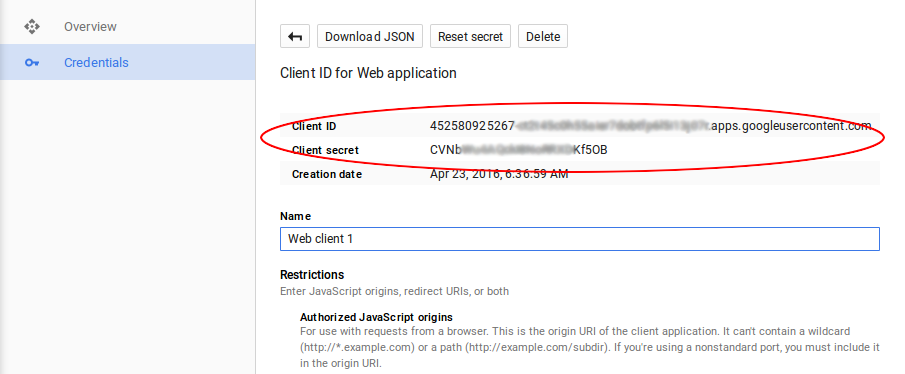 Overview
Download JSON Reset secret Delete
Credentials
Client ID for Web application
Client ID 452580925267 .apps.googleusercontent.com
Client secret CVNb Kf5OB
Creation date Apr 23, 2016, 6:36:59 AM
Name
Web client 1
Restrictions
Enter JavaScript origins, redirect URIs, or both
Authorized JavaScript origins
For use with requests from a browser. This is the origin URI of the client application. It can't contain a wildcard
(http://*.example.com) or a path (http://example.com/subdir). If you're using a nonstandard port, you must include it
in the origin URI.